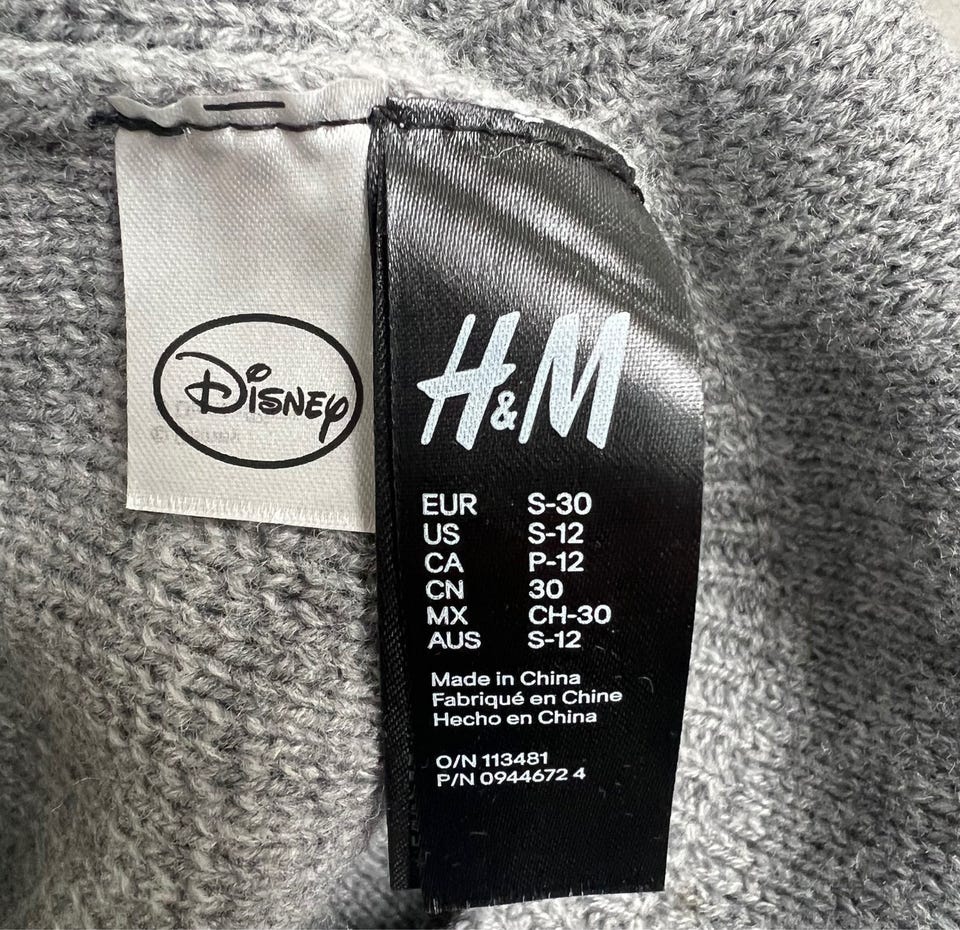 Disney
H&M
EUR S-30
US S-12
CA P-12
CN 30
MX CH-30
AUS S-12
Made in China
Fabriqué en Chine
Hecho en China
O/N 113481
P/N 0944672 4